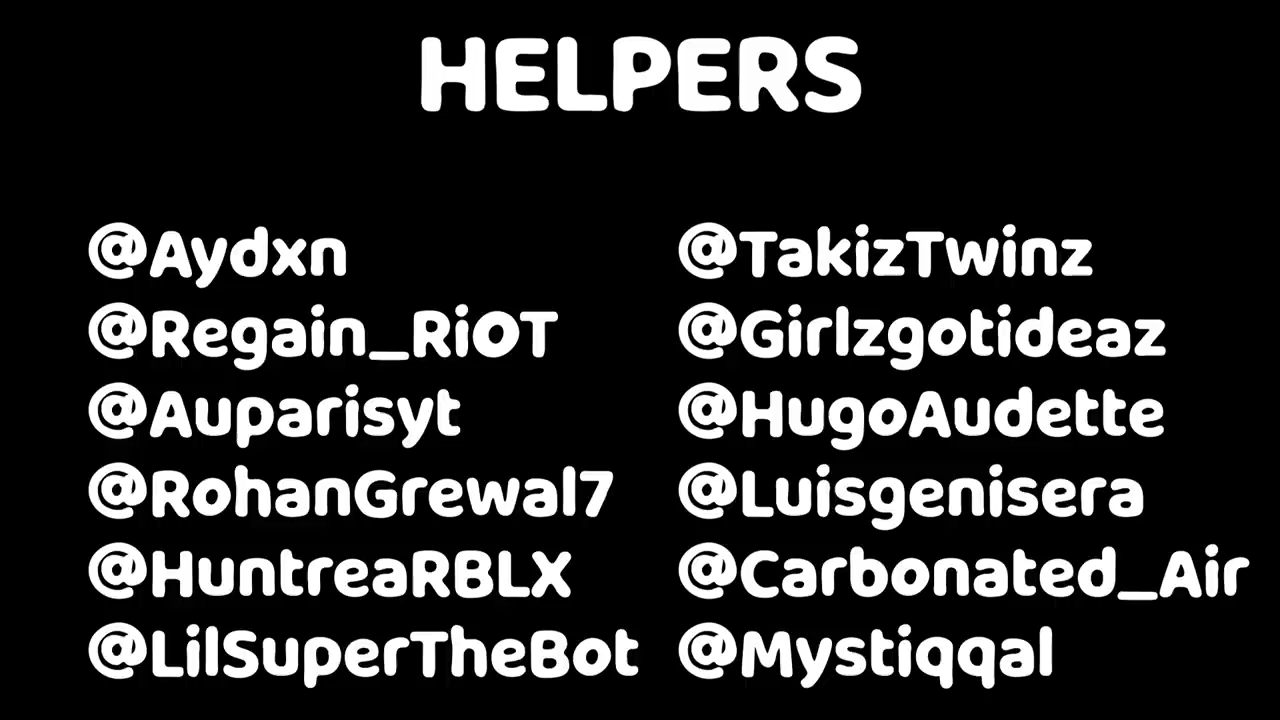 HELPERS
@Aydxn
@Regain_RiOT
@Auparisyt
@RohanGrewal7
@HuntreaRBLX
@LilSuperTheBot
@TakizTwinz
@Girlzgotideaz
@HugoAudette
@Luisgenisera
@Carbonated_Air
@Mystiqqal